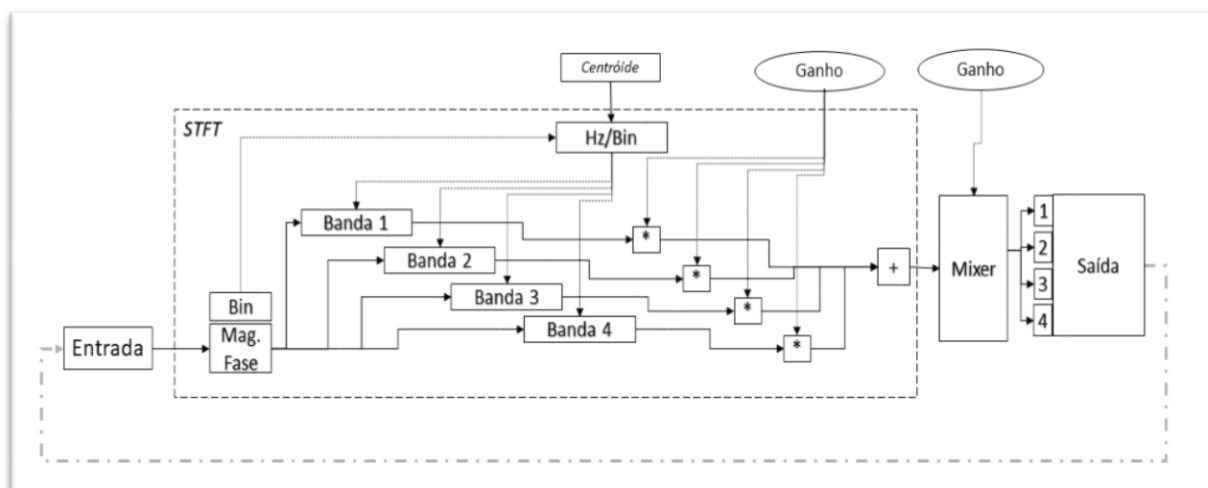 Centróide
Ganho
Ganho
STFT
Hz/Bin
Banda 1
*
1
Banda 2
*
2
+
Mixer
Saída
Banda 3
*
3
Bin
Banda 4
*
4
Entrada
Mag.
Fase